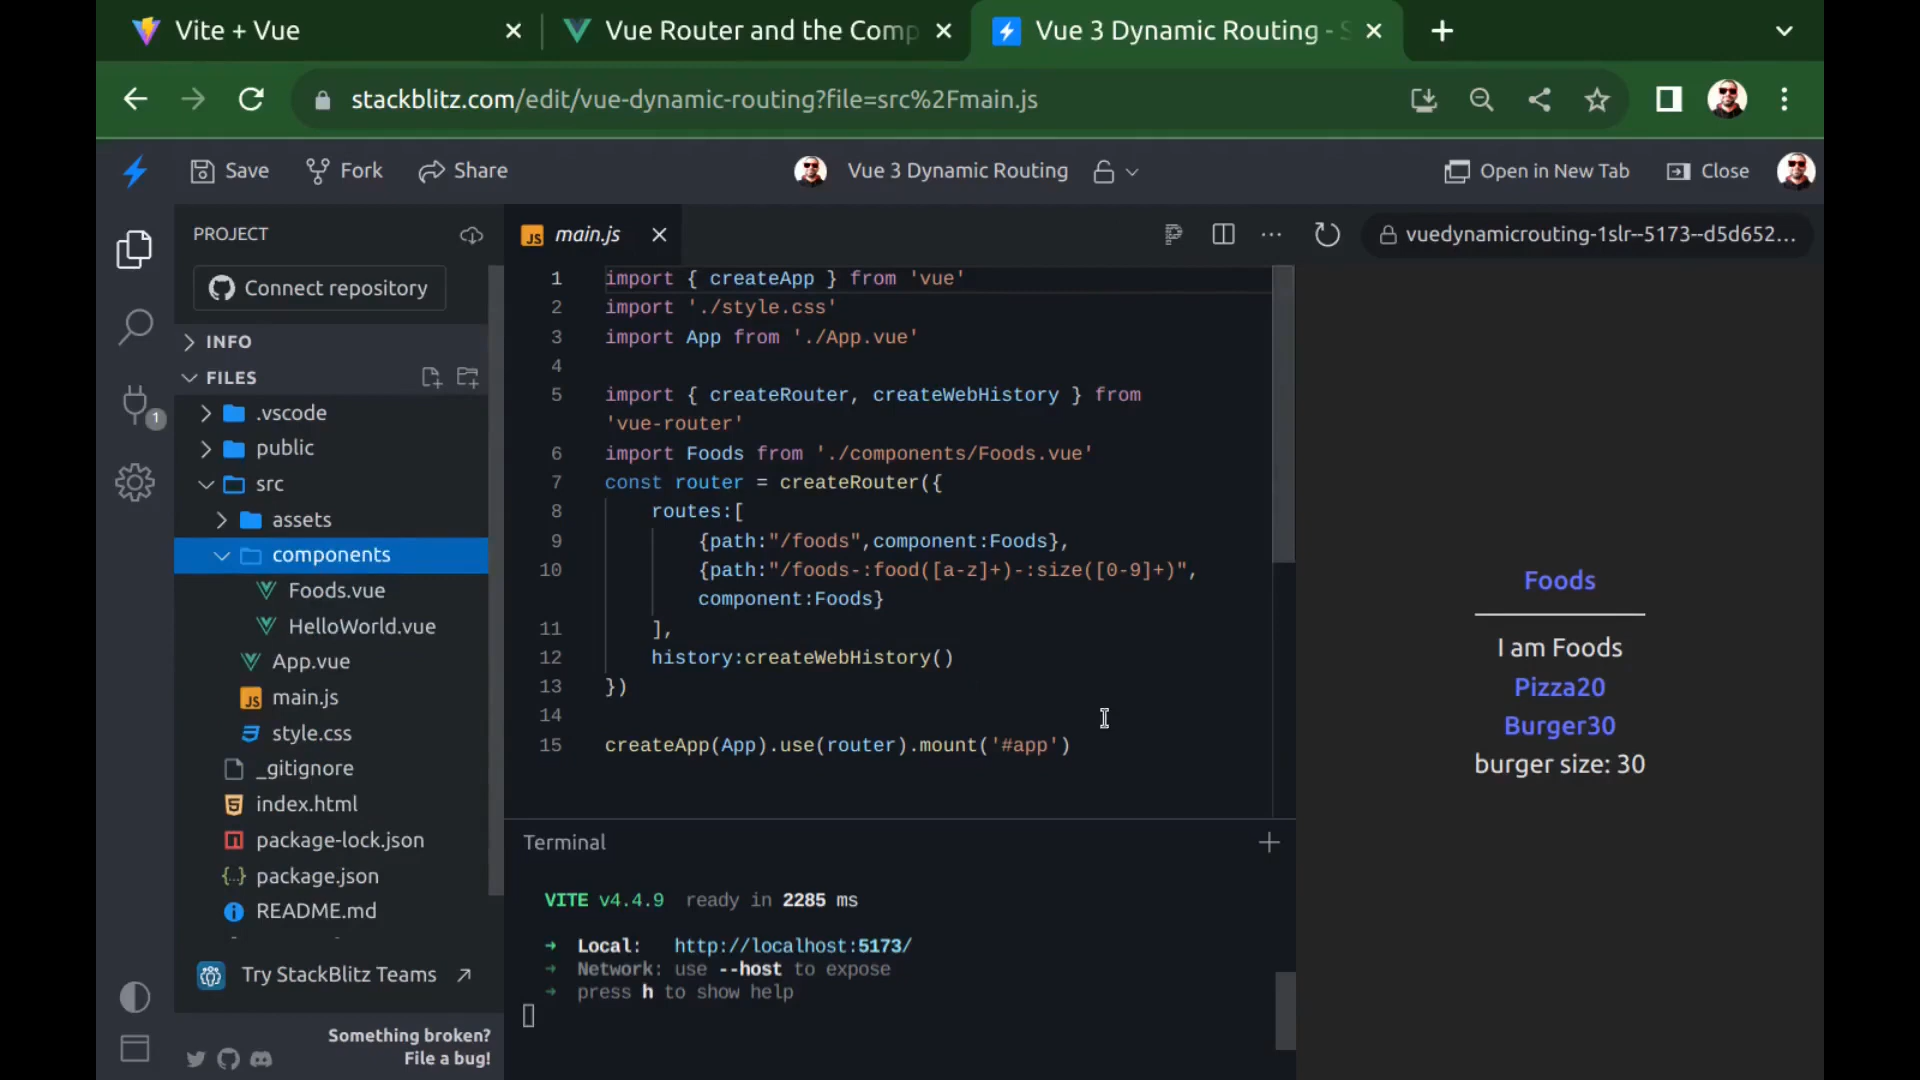 Vite + Vue
Vue Router and the Comp
Vue 3 Dynamic Routing - S
stackblitz.com/edit/vue-dynamic-routing?file=src%2Fmain.js
Save
Fork
Share
Vue 3 Dynamic Routing
Open in New Tab
Close
PROJECT
Connect repository
INFO
FILES
.vscode
public
src
assets
components
Foods.vue
HelloWorld.vue
App.vue
main.js
style.css
_gitignore
index.html
package-lock.json
package.json
README.md
Try StackBlitz Teams
Something broken?
File a bug!
1
main.js
1 import { createApp } from 'vue'
2 import './style.css'
3 import App from './App.vue'
4
5 import { createRouter, createWebHistory } from
'vue-router'
6 import Foods from './components/Foods.vue'
7 const router = createRouter({
8 routes:[
9 {path:"/foods",component:Foods},
10 {path:"/foods-:food([a-z]+)-:size([0-9]+)",
component:Foods}
11 ],
12 history:createWebHistory()
13 })
14
15 createApp(App).use(router).mount('#app')
Terminal
VITE v4.4.9 ready in 2285 ms
➜ Local: http://localhost:5173/
➜ Network: use --host to expose
➜ press h to show help
vuedynamicrouting-1slr--5173--d5d652...
Foods
I am Foods
Pizza20
Burger30
burger size: 30